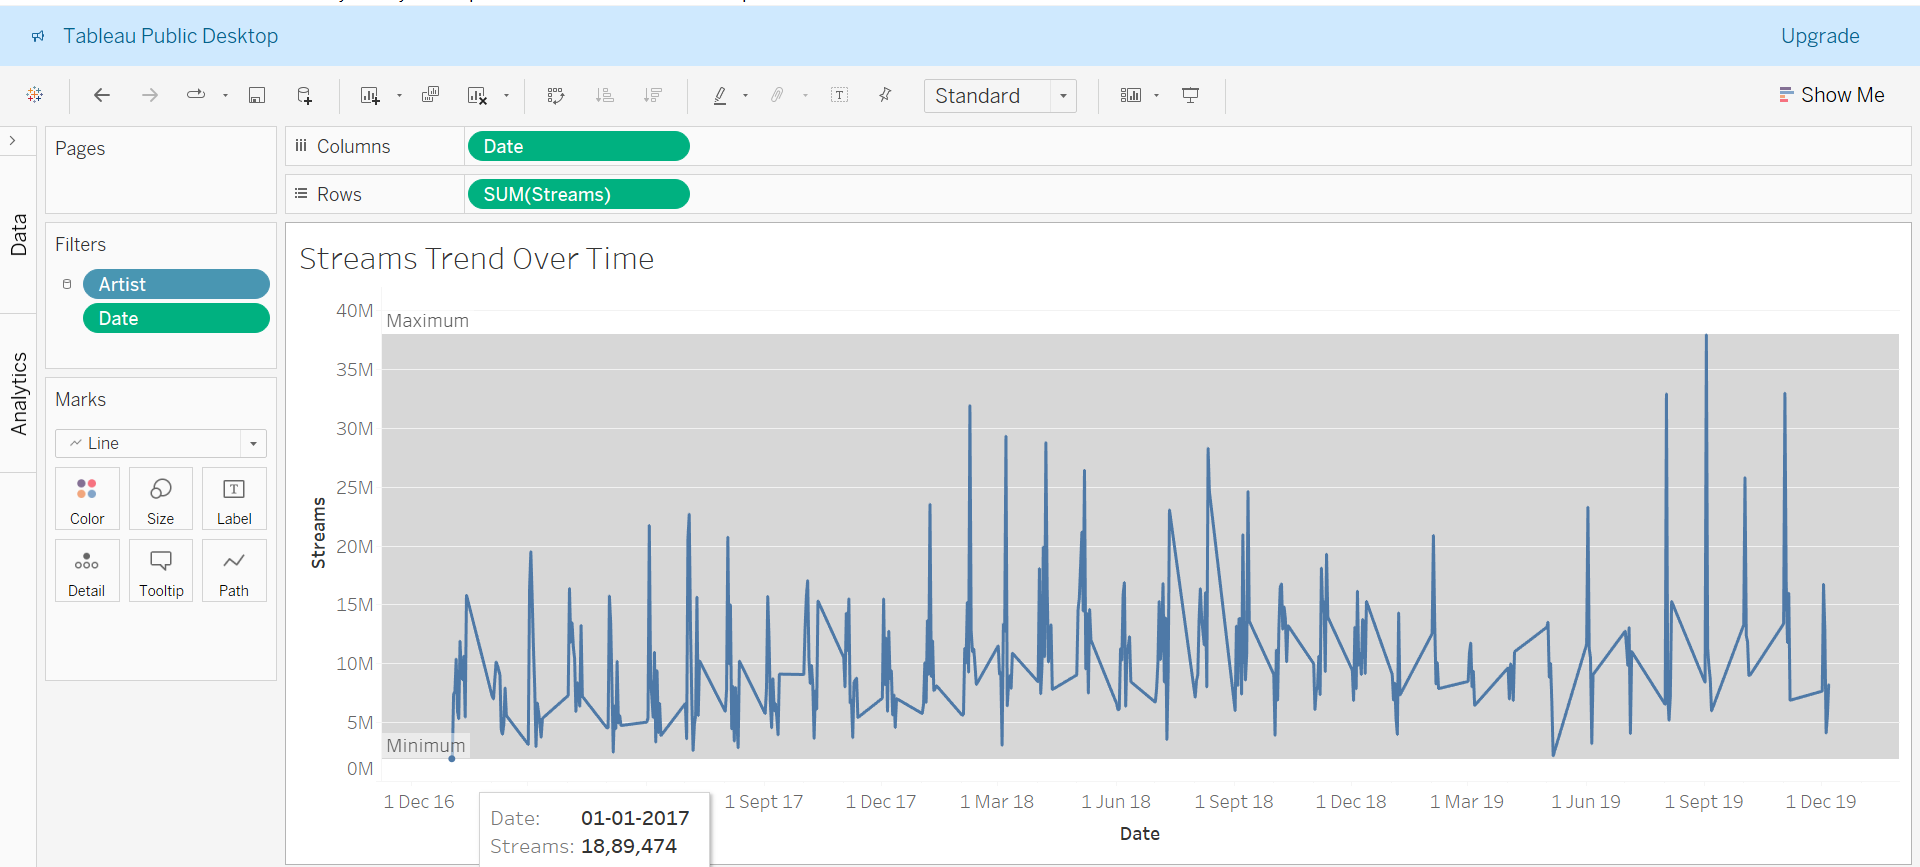 Tableau Public Desktop
Upgrade
Standard
Show Me
Data
Analytics
Pages
Columns
Date
Rows
SUM(Streams)
Filters
Artist
Date
Marks
Line
Color Size Label
Detail Tooltip Path
Streams Trend Over Time
Maximum
Minimum
Streams
40M
35M
30M
25M
20M
15M
10M
5M
0M
1 Dec 16 1 Sept 17 1 Dec 17 1 Mar 18 1 Jun 18 1 Sept 18 1 Dec 18 1 Mar 19 1 Jun 19 1 Sept 19 1 Dec 19
Date
Date: 01-01-2017
Streams: 18,89,474